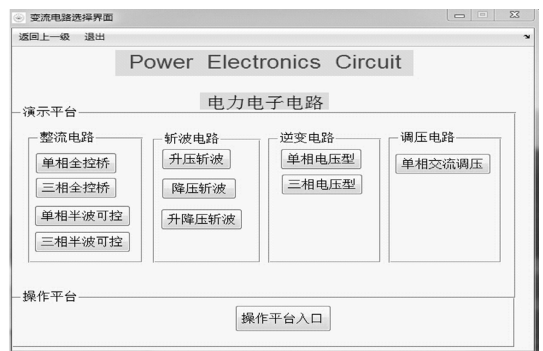 变流电路选择界面
返回上一级 退出
Power Electronics Circuit
电力电子电路
演示平台
整流电路
单相全控桥
三相全控桥
单相半波可控
三相半波可控
斩波电路
升压斩波
降压斩波
升降压斩波
逆变电路
单相电压型
三相电压型
调压电路
单相交流调压
操作平台
操作平台入口